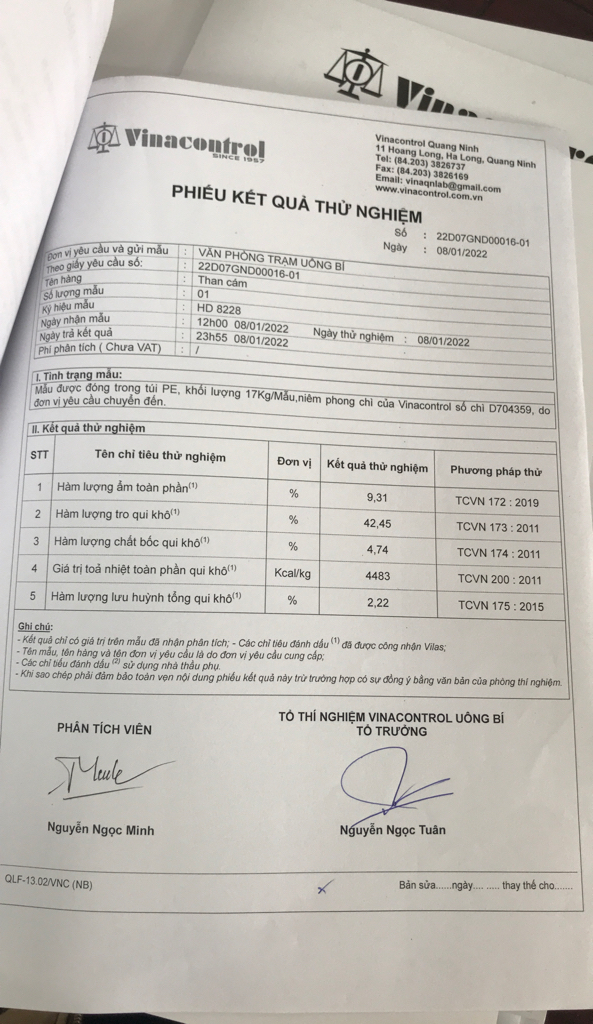 Vina
Vinacontrol
SINCE 1957
Vinacontrol Quang Ninh
11 Hoang Long, Ha Long, Quang Ninh
Tel: (84.203) 3826737
Fax: (84.203) 3826169
Email: vinaqnlab@gmail.com
www.vinacontrol.com.vn
PHIẾU KẾT QUẢ THỬ NGHIỆM
Số : 22D07GND00016-01
Ngày : 08/01/2022
Đơn vị yêu cầu và gửi mẫu : VĂN PHÒNG TRẠM UÔNG BÍ
Theo giấy yêu cầu số: : 22D07GND00016-01
Tên hàng : Than cám
Số lượng mẫu : 01
Ký hiệu mẫu : HD 8228
Ngày nhận mẫu : 12h00 08/01/2022 Ngày thử nghiệm : 08/01/2022
Ngày trả kết quả : 23h55 08/01/2022
Phí phân tích ( Chưa VAT) : /
I. Tình trạng mẫu:
Mẫu được đóng trong túi PE, khối lượng 17Kg/Mẫu,niêm phong chì của Vinacontrol số chì D704359, do
đơn vị yêu cầu chuyển đến.
II. Kết quả thử nghiệm
STT Tên chỉ tiêu thử nghiệm Đơn vị Kết quả thử nghiệm Phương pháp thử
1 Hàm lượng ẩm toàn phần(1) % 9,31 TCVN 172 : 2019
2 Hàm lượng tro qui khô(1) % 42,45 TCVN 173 : 2011
3 Hàm lượng chất bốc qui khô(1) % 4,74 TCVN 174 : 2011
4 Giá trị toả nhiệt toàn phần qui khô(1) Kcal/kg 4483 TCVN 200 : 2011
5 Hàm lượng lưu huỳnh tổng qui khô(1) % 2,22 TCVN 175 : 2015
Ghi chú:
- Kết quả chỉ có giá trị trên mẫu đã nhận phân tích; - Các chỉ tiêu đánh dấu (1) đã được công nhận Vilas;
- Tên mẫu, tên hàng và tên đơn vị yêu cầu là do đơn vị yêu cầu cung cấp;
- Các chỉ tiêu đánh dấu (2) sử dụng nhà thầu phụ.
- Khi sao chép phải đảm bảo toàn vẹn nội dung phiếu kết quả này trừ trường hợp có sự đồng ý bằng văn bản của phòng thí nghiệm.
PHÂN TÍCH VIÊN
TỔ THÍ NGHIỆM VINACONTROL UÔNG BÍ
TỔ TRƯỞNG
Nguyễn Ngọc Minh
Nguyễn Ngọc Tuân
QLF-13.02/VNC (NB)
Bản sửa......ngày.... ..... thay thế cho.......